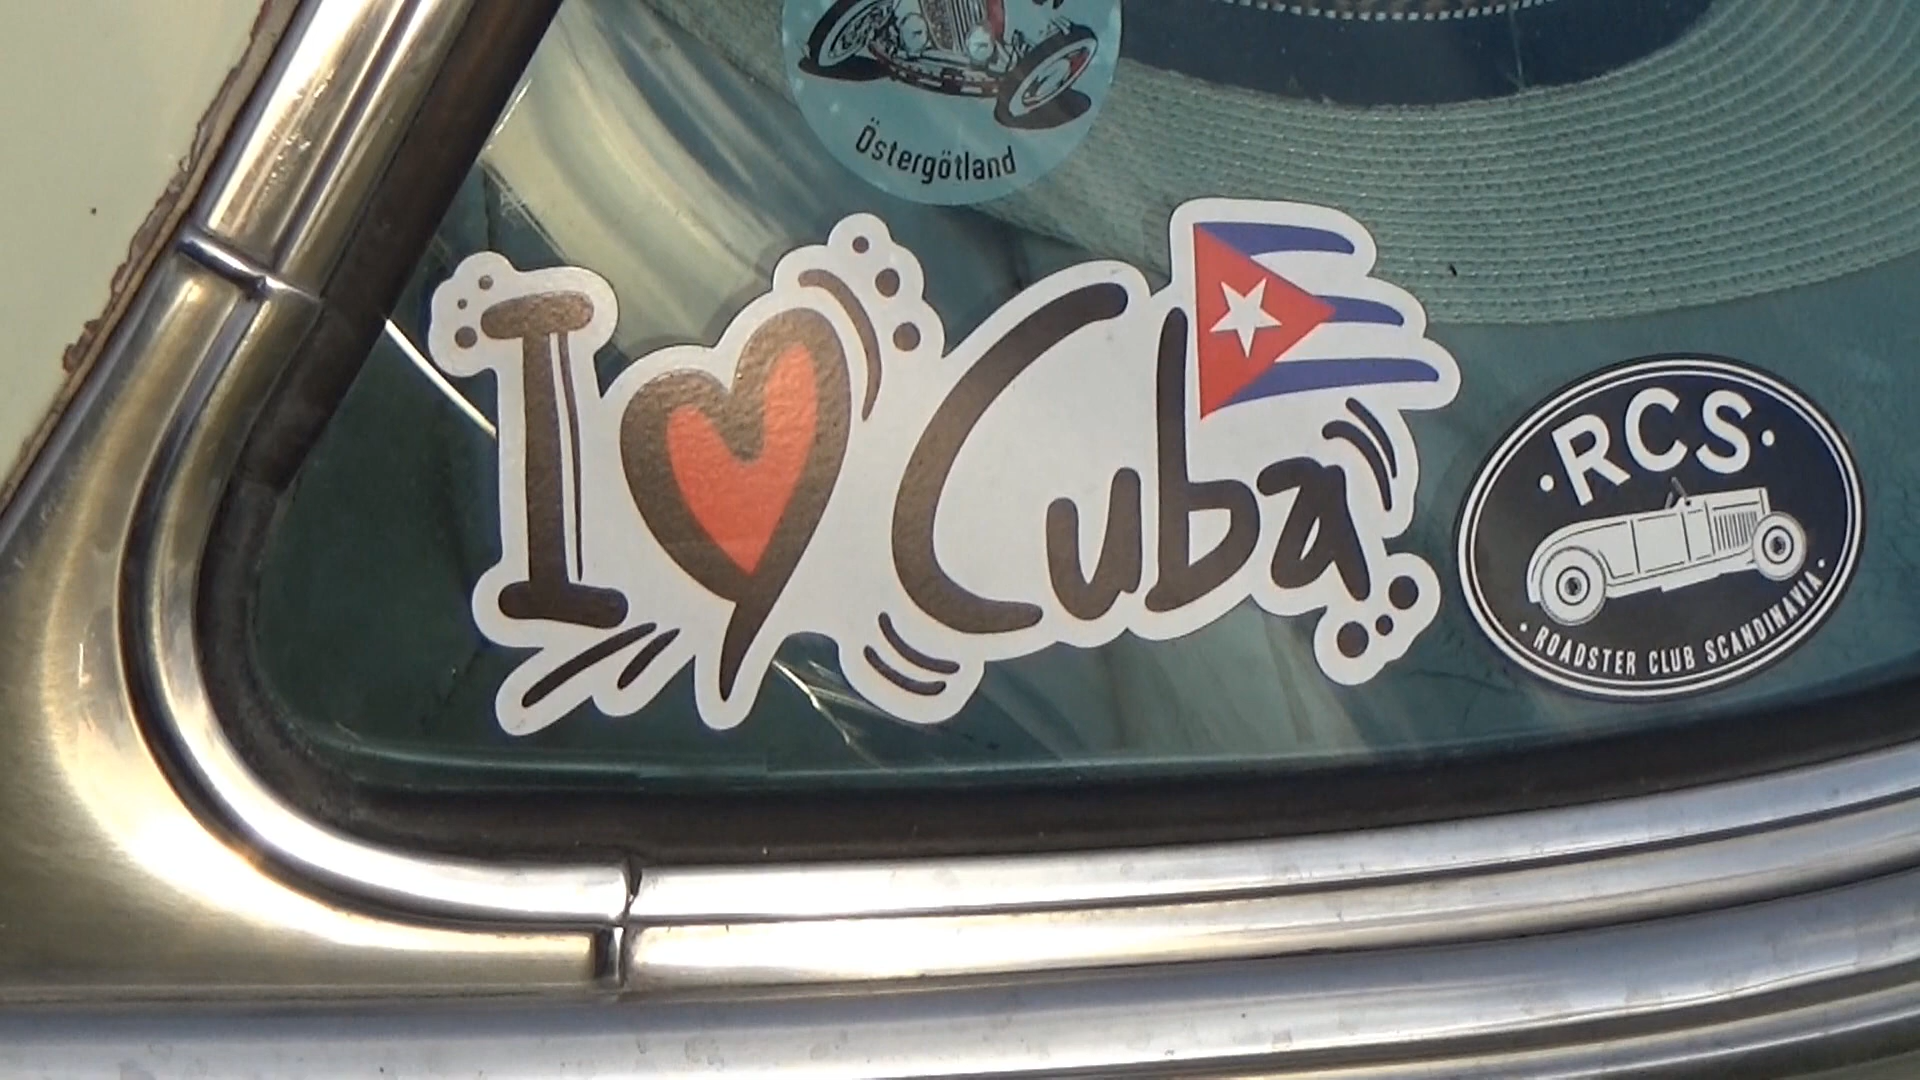 Östergötland
I ♥ Cuba
·RCS·
· ROADSTER CLUB SCANDINAVIA ·